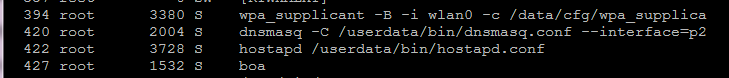 394 root 3380 S wpa_supplicant -B -i wlan0 -c /data/cfg/wpa_supplica
420 root 2004 S dnsmasq -C /userdata/bin/dnsmasq.conf --interface=p2
422 root 3728 S hostapd /userdata/bin/hostapd.conf
427 root 1532 S boa